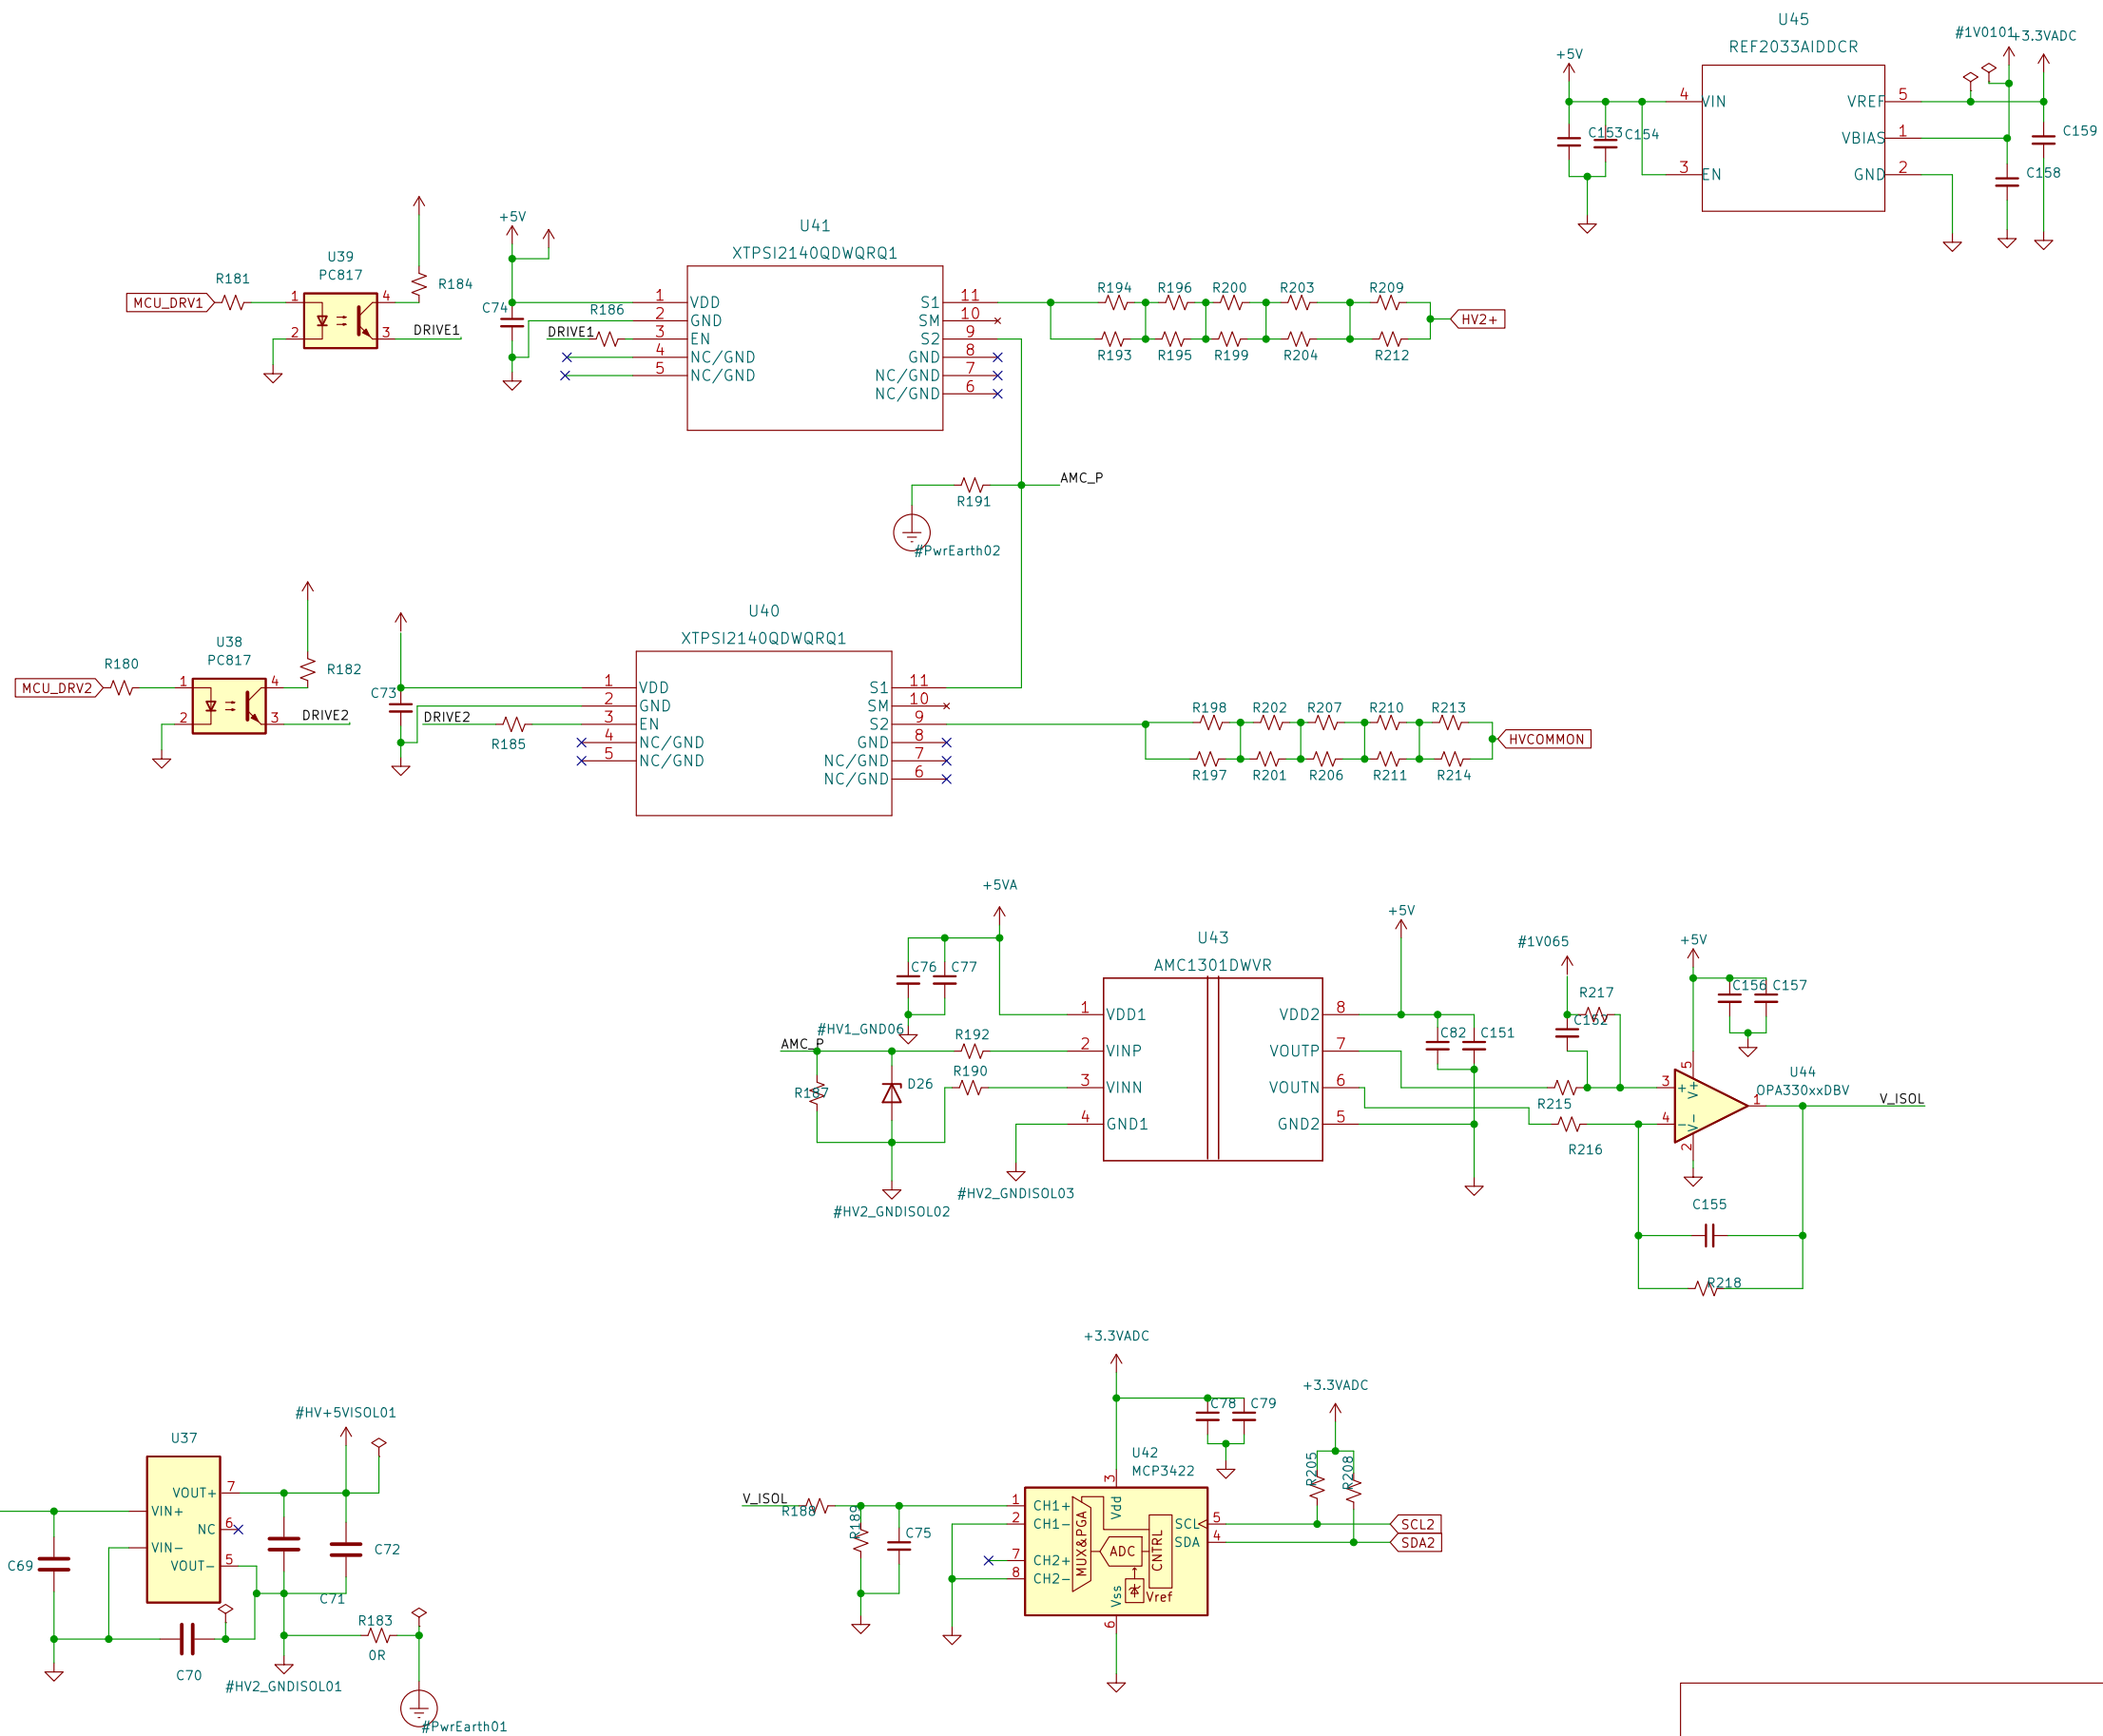 U45
REF2033AIDDCR
+5V
#1V0101
+3.3VADC
4
VIN
VREF
5
C153
C154
VBIAS
1
C159
3
EN
GND
2
C158
U41
XTPSI2140QDWQRQ1
+5V
U39
PC817
R181
R184
MCU_DRV1
1
4
2
3
DRIVE1
C74
R186
DRIVE1
1
VDD
2
GND
3
EN
4
NC/GND
5
NC/GND
S1
11
SM
10
S2
9
GND
8
NC/GND
7
NC/GND
6
R194
R196
R200
R203
R209
HV2+
R193
R195
R199
R204
R212
AMC_P
R191
#PwrEarth02
U40
XTPSI2140QDWQRQ1
U38
PC817
R180
R182
MCU_DRV2
1
4
2
3
DRIVE2
C73
DRIVE2
R185
1
VDD
2
GND
3
EN
4
NC/GND
5
NC/GND
S1
11
SM
10
S2
9
GND
8
NC/GND
7
NC/GND
6
R198
R202
R207
R210
R213
HVCOMMON
R197
R201
R206
R211
R214
+5VA
U43
AMC1301DWVR
+5V
#1V065
+5V
C76
C77
R217
C156
C157
1
VDD1
VDD2
8
#HV1_GND06
R192
C82
C151
C152
AMC_P
2
VINP
VOUTP
7
R187
D26
R190
3
VINN
VOUTN
6
R215
3
5
U44
OPA330xxDBV
+
V+
1
V_ISOL
4
GND1
GND2
5
R216
4
-
V-
2
#HV2_GNDISOL03
#HV2_GNDISOL02
C155
R218
+3.3VADC
+3.3VADC
#HV+5VISOL01
C78
C79
U37
U42
MCP3422
R205
R208
VOUT+
7
VIN+
NC
6
VIN-
VOUT-
5
C69
C72
C71
C70
R183
0R
#HV2_GNDISOL01
#PwrEarth01
V_ISOL
R188
R189
C75
3
Vdd
1
CH1+
2
CH1-
7
CH2+
8
CH2-
MUX&PGA
ADC
CNTRL
Vref
Vss
6
SCL
5
SCL2
SDA
4
SDA2